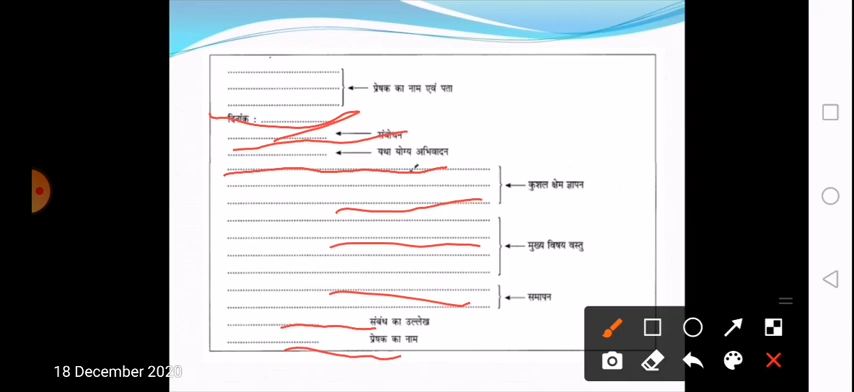 प्रेषक का नाम एवं पता
दिनांक :
संबोधन
यथा योग्य अभिवादन
कुशल क्षेम ज्ञापन
मुख्य विषय वस्तु
समापन
संबंध का उल्लेख
प्रेषक का नाम
18 December 2020